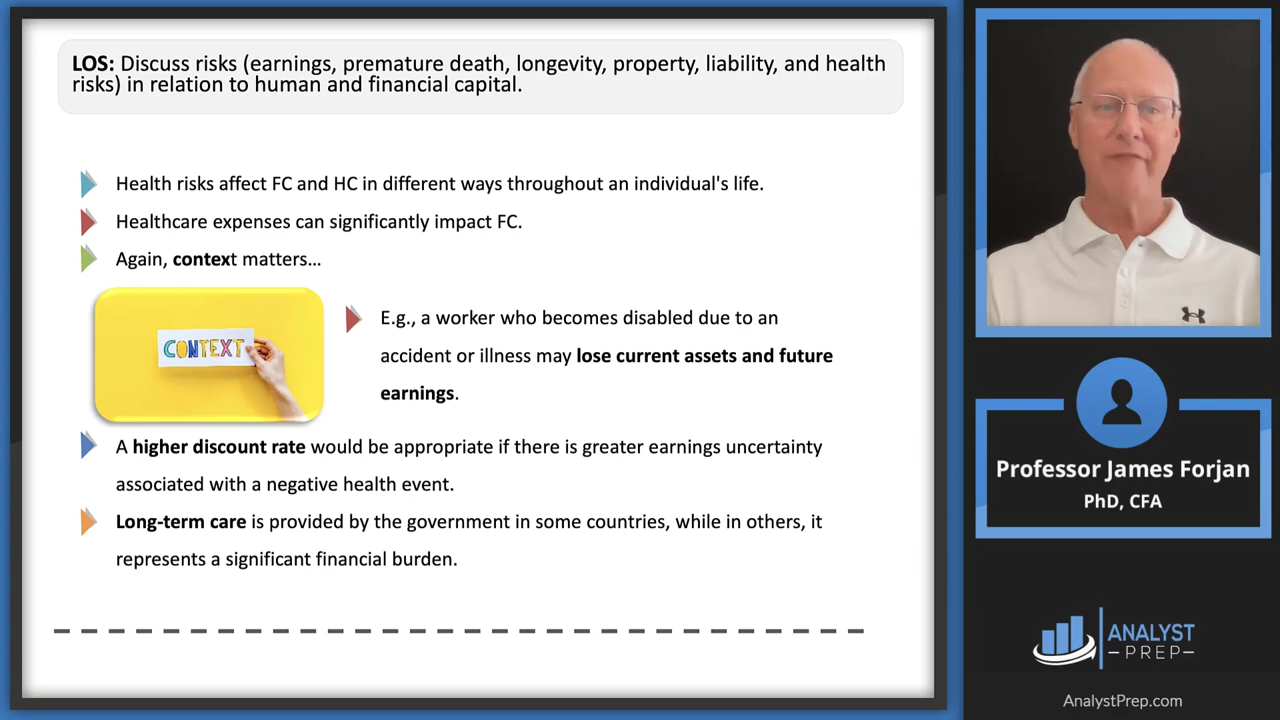 LOS: Discuss risks (earnings, premature death, longevity, property, liability, and health
risks) in relation to human and financial capital.
Health risks affect FC and HC in different ways throughout an individual's life.
Healthcare expenses can significantly impact FC.
Again, context matters...
CONTEXT
E.g., a worker who becomes disabled due to an
accident or illness may lose current assets and future
earnings.
A higher discount rate would be appropriate if there is greater earnings uncertainty
associated with a negative health event.
Long-term care is provided by the government in some countries, while in others, it
represents a significant financial burden.
Professor James Forjan
PhD, CFA
ANALYST
PREP
AnalystPrep.com